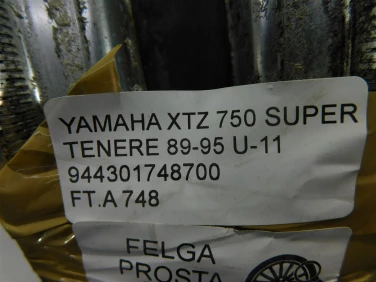 YAMAHA XTZ 750 SUPER
TENERE 89-95 U-11
944301748700
FT.A 748
FELGA
PROSTA